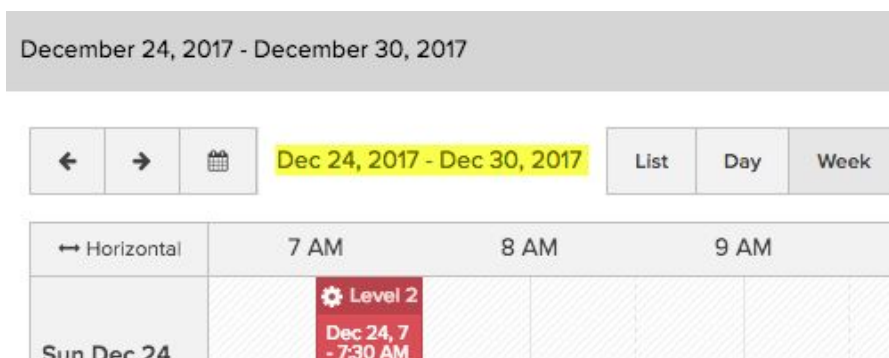 December 24, 2017 - December 30, 2017
Dec 24, 2017 - Dec 30, 2017 List Day Week
Horizontal 7 AM 8 AM 9 AM
Level 2
Dec 24, 7
- 7:30 AM
Sun Dec 24